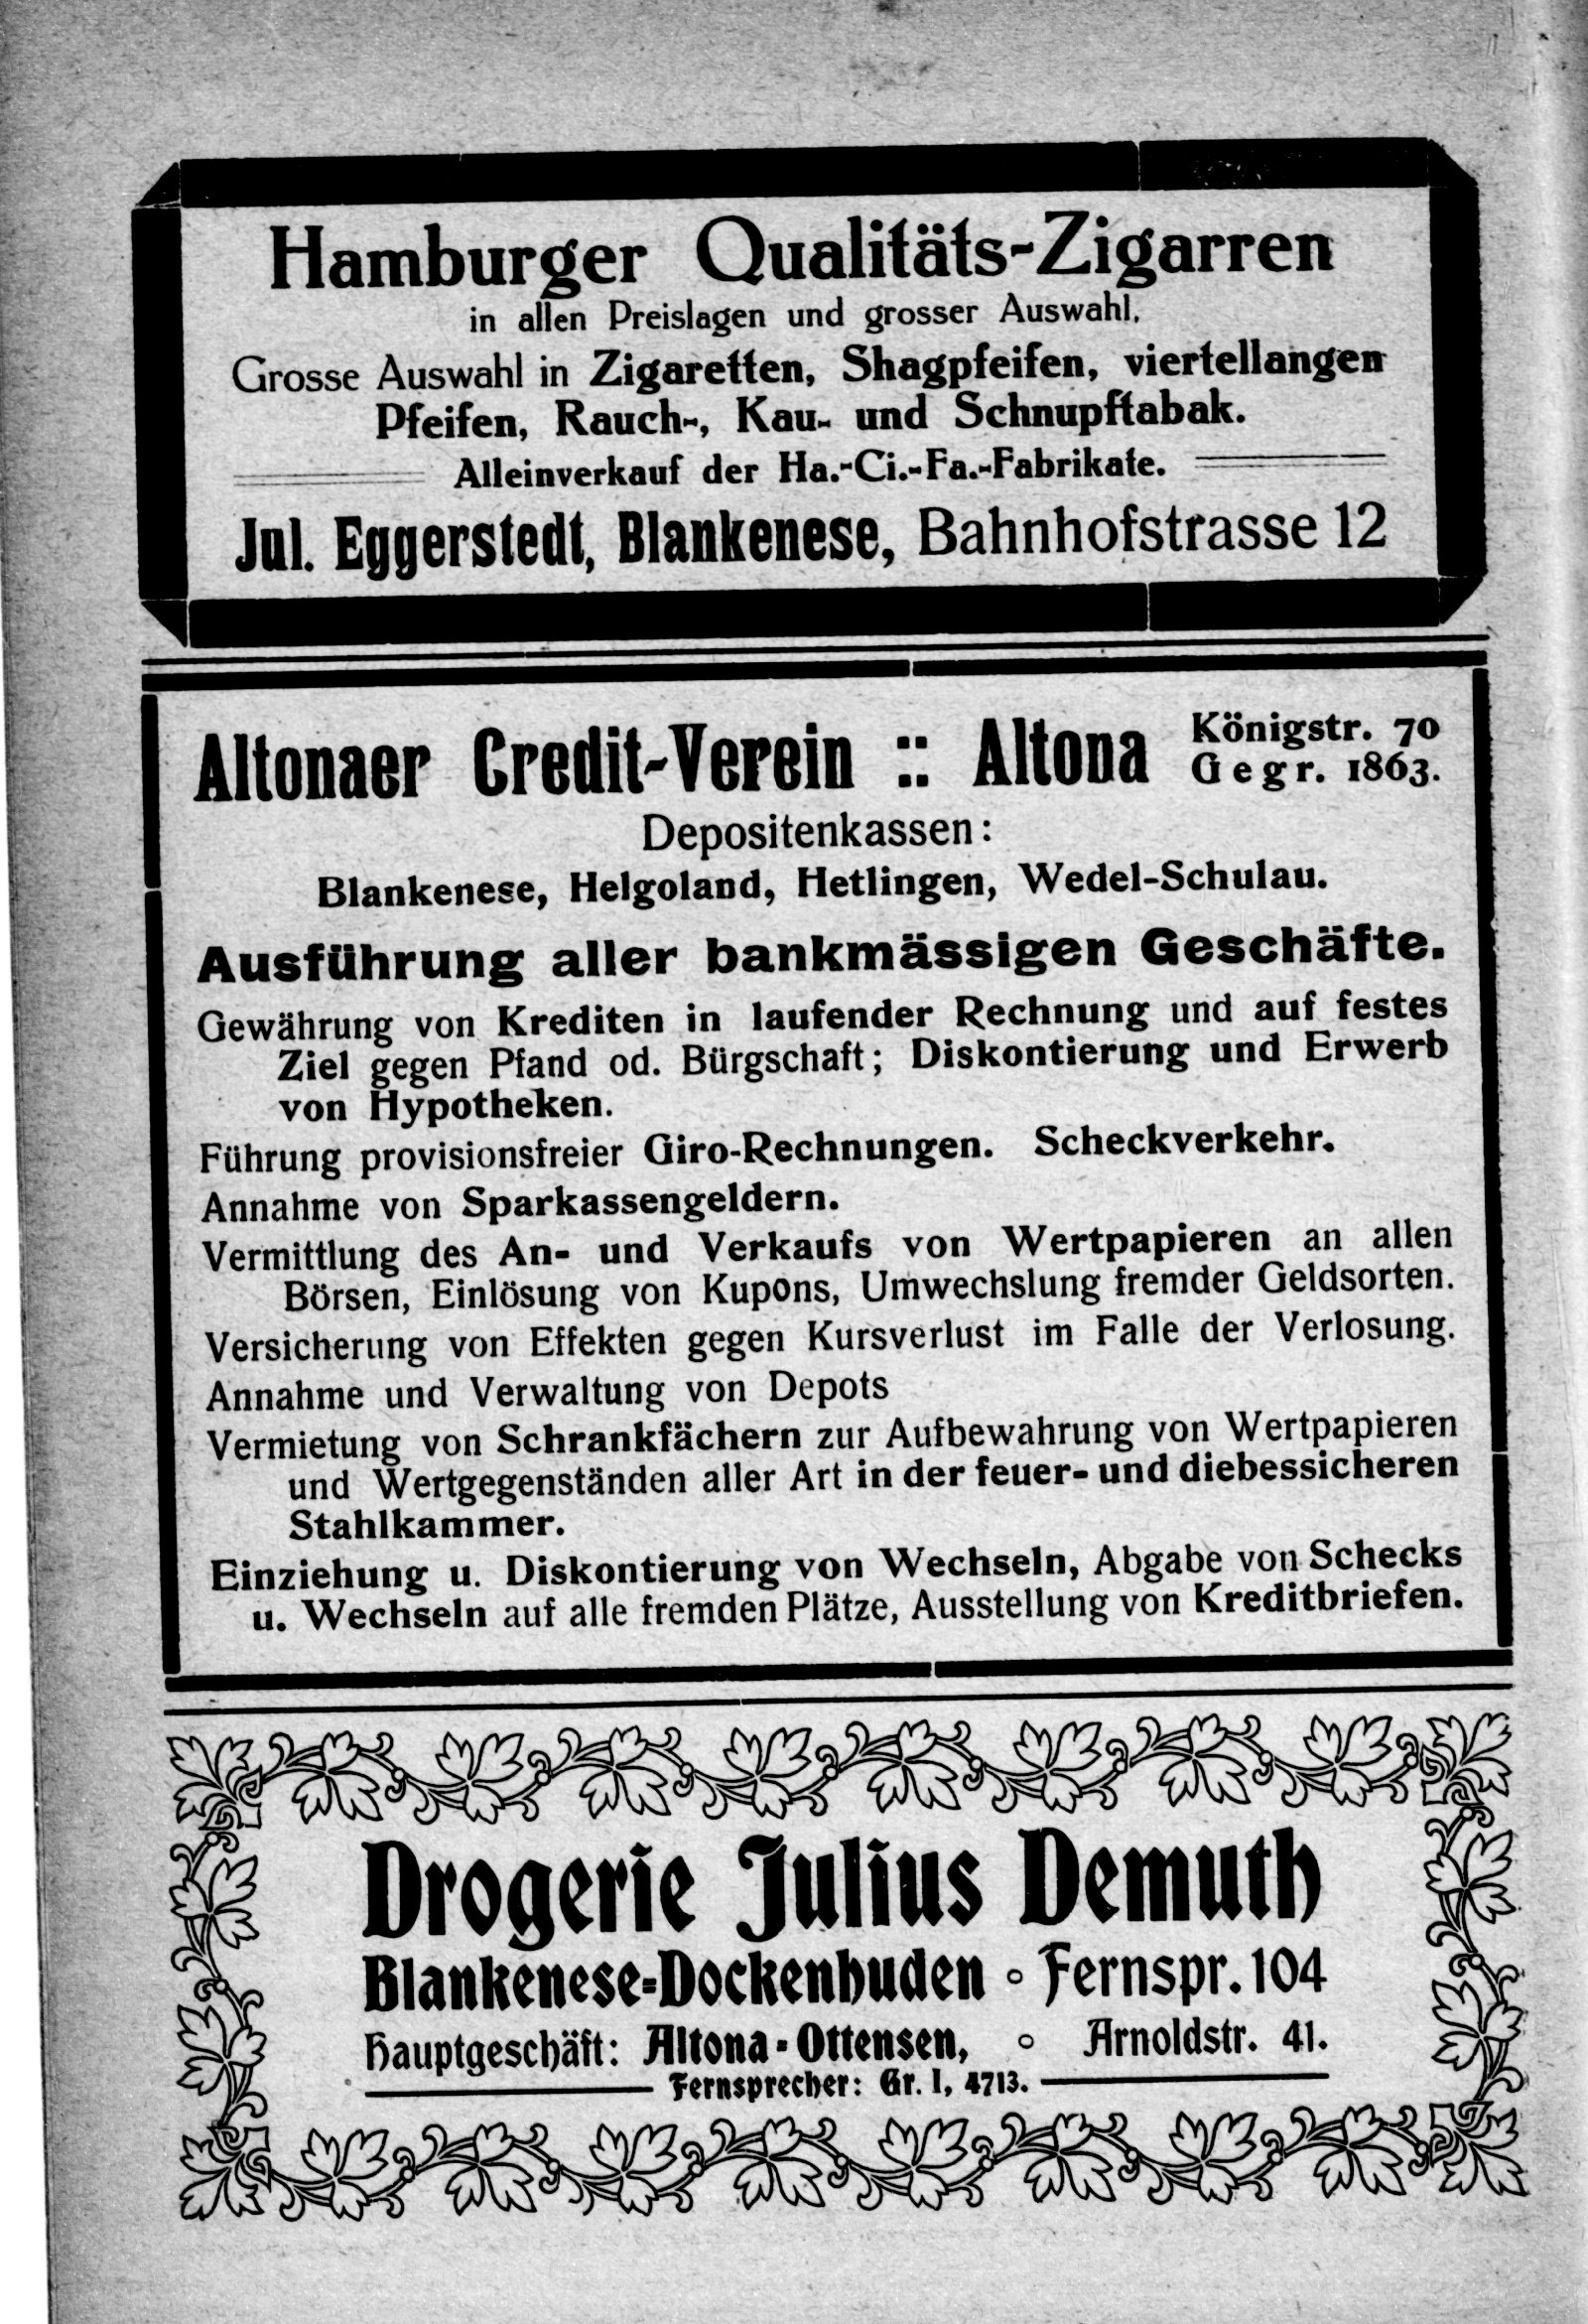 Hamburger Qualitäts-Zigarren
in allen Preislagen und grosser Auswahl.
Grosse Auswahl in Zigaretten, Shagpfeifen, viertellangen
Pfeifen, Rauch-, Kau- und Schnupftabak.
Alleinverkauf der Ha.-Ci.-Fa.-Fabrikate.
Jul. Eggerstedt, Blankenese, Bahnhofstrasse 12
Altonaer Credit-Verein :: Altona Königstr. 70
Gegr. 1863.
Depositenkassen:
Blankenese, Helgoland, Hetlingen, Wedel-Schulau.
Ausführung aller bankmässigen Geschäfte.
Gewährung von Krediten in laufender Rechnung und auf festes
Ziel gegen Pfand od. Bürgschaft; Diskontierung und Erwerb
von Hypotheken.
Führung provisionsfreier Giro-Rechnungen. Scheckverkehr.
Annahme von Sparkassengeldern.
Vermittlung des An- und Verkaufs von Wertpapieren an allen
Börsen, Einlösung von Kupons, Umwechslung fremder Geldsorten.
Versicherung von Effekten gegen Kursverlust im Falle der Verlosung.
Annahme und Verwaltung von Depots
Vermietung von Schrankfächern zur Aufbewahrung von Wertpapieren
und Wertgegenständen aller Art in der feuer- und diebessicheren
Stahlkammer.
Einziehung u. Diskontierung von Wechseln, Abgabe von Schecks
u. Wechseln auf alle fremden Plätze, Ausstellung von Kreditbriefen.
Drogerie Julius Demuth
Blankenese-Dockenhuden ∘ Fernspr. 104
Hauptgeschäft: Altona-Ottensen, ∘ Arnoldstr. 41.
Fernsprecher: Gr. I, 4713.